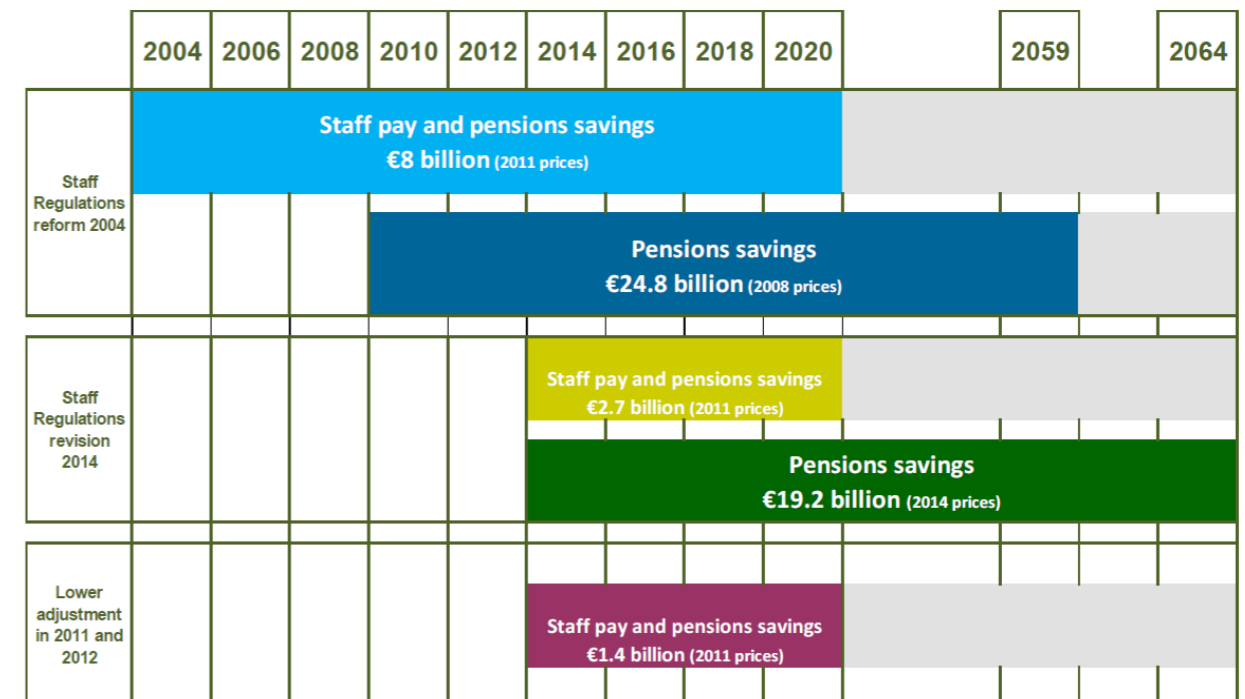 2004 2006 2008 2010 2012 2014 2016 2018 2020 2059 2064
Staff
Regulations
reform 2004
Staff pay and pensions savings
€8 billion (2011 prices)
Pensions savings
€24.8 billion (2008 prices)
Staff
Regulations
revision
2014
Staff pay and pensions savings
€2.7 billion (2011 prices)
Pensions savings
€19.2 billion (2014 prices)
Lower
adjustment
in 2011 and
2012
Staff pay and pensions savings
€1.4 billion (2011 prices)